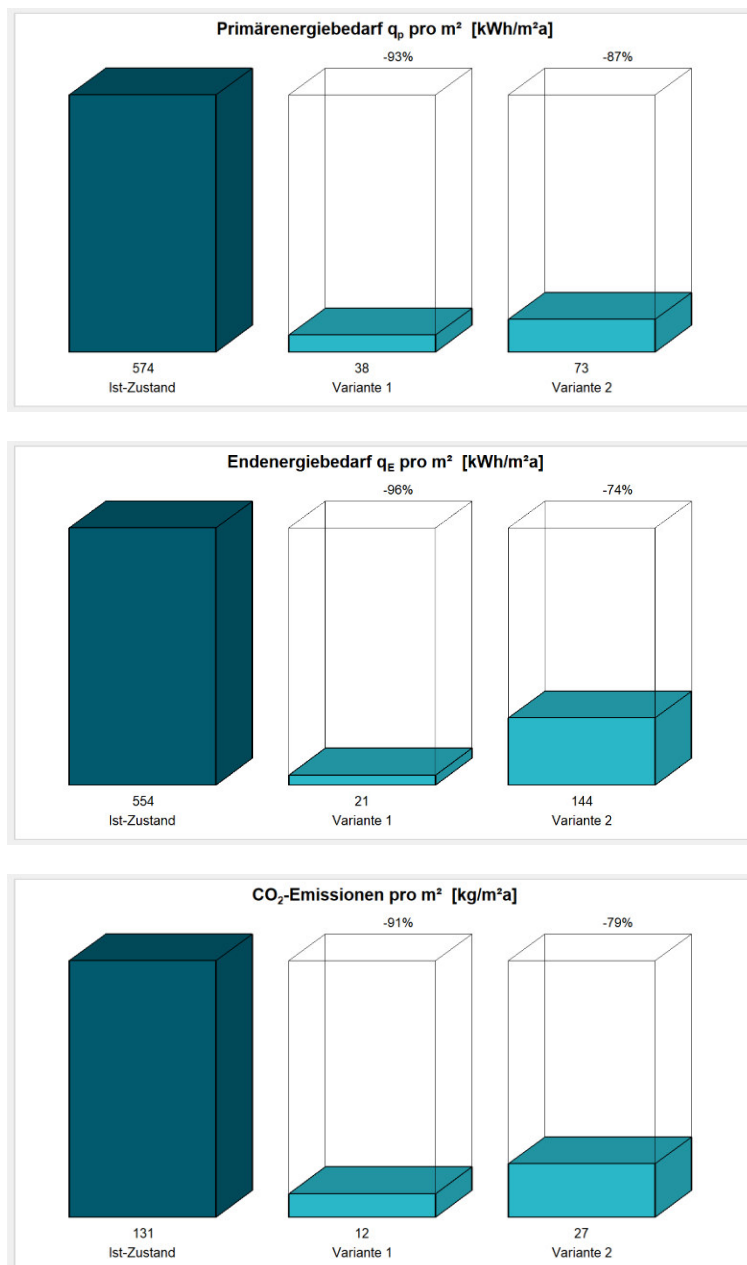 Primärenergiebedarf qp pro m² [kWh/m²a]
-93%
-87%
574
38
73
Ist-Zustand
Variante 1
Variante 2
Endenergiebedarf qE pro m² [kWh/m²a]
-96%
-74%
554
21
144
Ist-Zustand
Variante 1
Variante 2
CO₂-Emissionen pro m² [kg/m²a]
-91%
-79%
131
12
27
Ist-Zustand
Variante 1
Variante 2